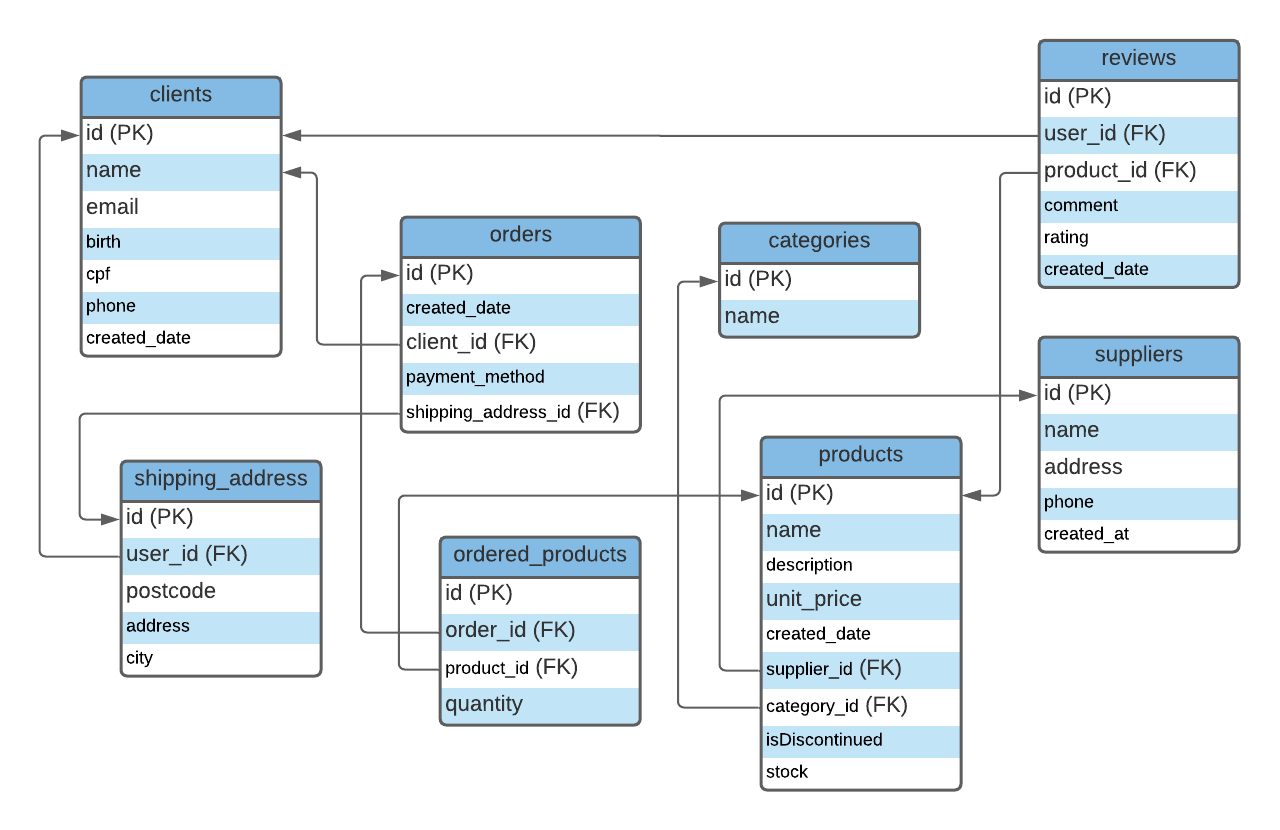 clients
id (PK)
name
email
birth
cpf
phone
created_date
shipping_address
id (PK)
user_id (FK)
postcode
address
city
orders
id (PK)
created_date
client_id (FK)
payment_method
shipping_address_id (FK)
ordered_products
id (PK)
order_id (FK)
product_id (FK)
quantity
categories
id (PK)
name
products
id (PK)
name
description
unit_price
created_date
supplier_id (FK)
category_id (FK)
isDiscontinued
stock
reviews
id (PK)
user_id (FK)
product_id (FK)
comment
rating
created_date
suppliers
id (PK)
name
address
phone
created_at